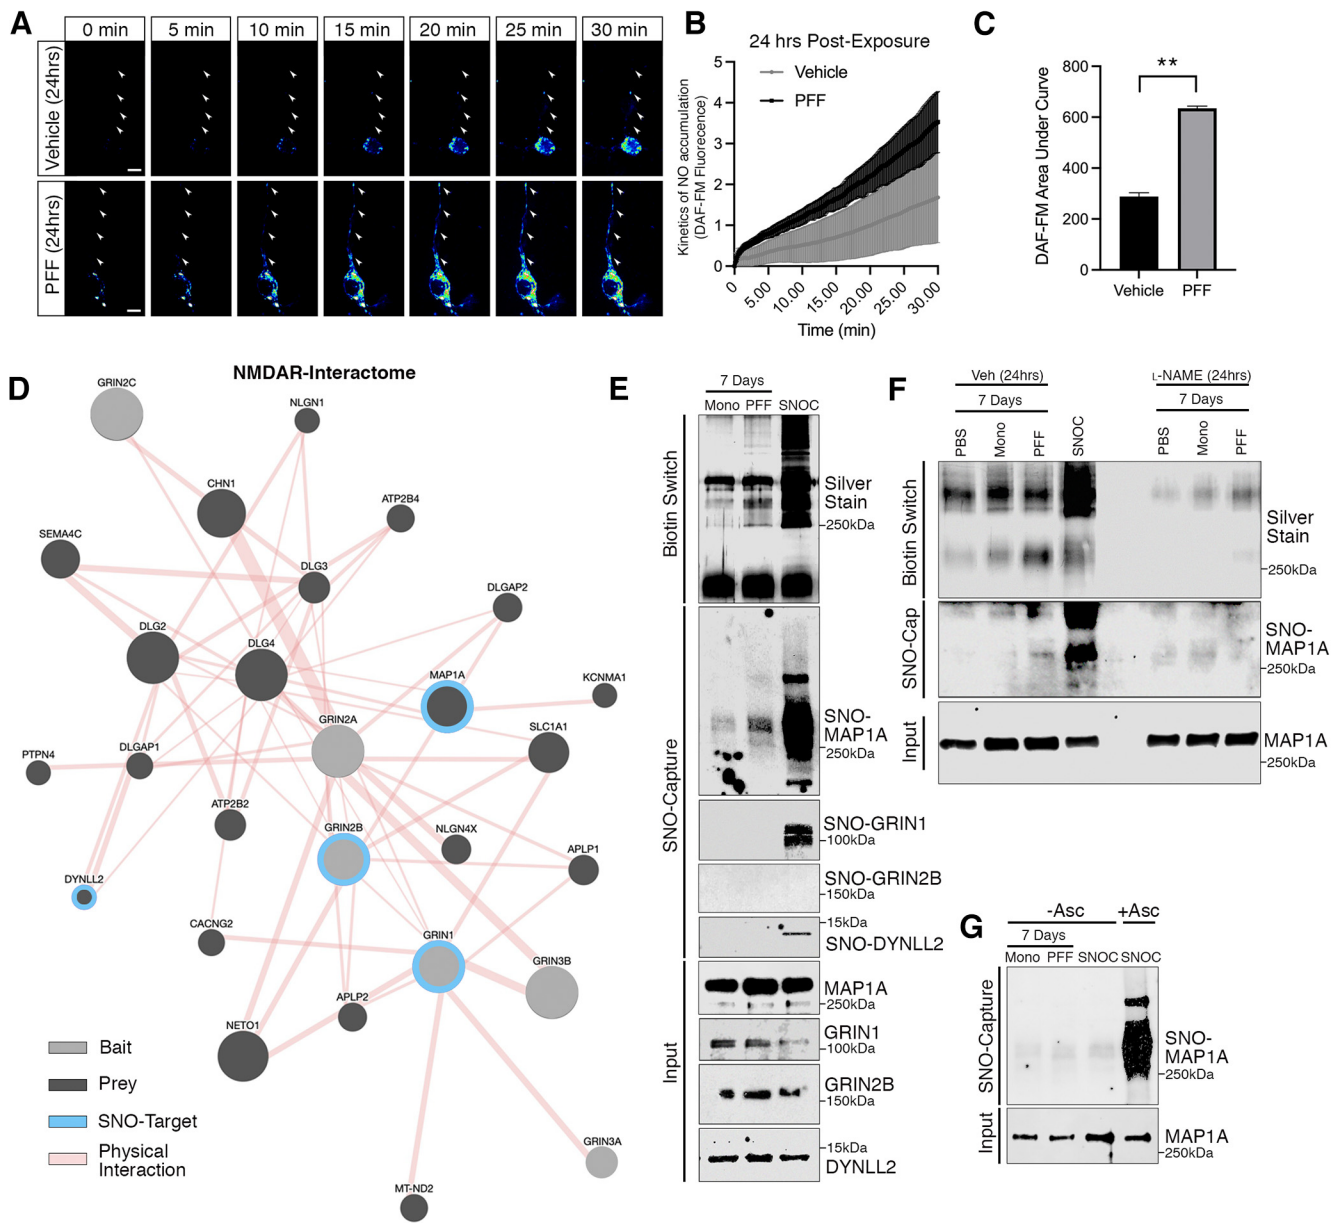 A
0 min
5 min
10 min
15 min
20 min
25 min
30 min
Vehicle (24hrs)
PFF (24hrs)
B
24 hrs Post-Exposure
Vehicle
PFF
Kinetics of NO accumulation
(DAF-FM Fluorecence)
5
4
3
2
1
0
0
5.00
10.00
15.00
20.00
25.00
30.00
Time (min)
C
**
DAF-FM Area Under Curve
800
600
400
200
0
Vehicle
PFF
D
NMDAR-Interactome
GRIN2C
NLGN1
CHN1
ATP2B4
SEMA4C
DLG3
DLGAP2
DLG2
DLG4
MAP1A
KCNMA1
GRIN2A
SLC1A1
PTPN4
DLGAP1
ATP2B2
GRIN2B
NLGN4X
APLP1
DYNLL2
CACNG2
GRIN1
GRIN3B
APLP2
NETO1
GRIN3A
MT-ND2
Bait
Prey
SNO-Target
Physical
Interaction
E
7 Days
Mono PFF SNOC
Biotin Switch
Silver
Stain
250kDa
SNO-Capture
SNO-
MAP1A
250kDa
SNO-GRIN1
100kDa
SNO-GRIN2B
150kDa
15kDa
SNO-DYNLL2
Input
MAP1A
250kDa
GRIN1
100kDa
GRIN2B
150kDa
15kDa
DYNLL2
F
Veh (24hrs)
7 Days
PBS
Mono
PFF
SNOC
L-NAME (24hrs)
7 Days
PBS
Mono
PFF
Biotin Switch
Silver
Stain
250kDa
SNO-Cap
SNO-
MAP1A
250kDa
Input
MAP1A
250kDa
G
-Asc
+Asc
7 Days
Mono PFF SNOC SNOC
SNO-Capture
SNO-
MAP1A
250kDa
Input
MAP1A
250kDa